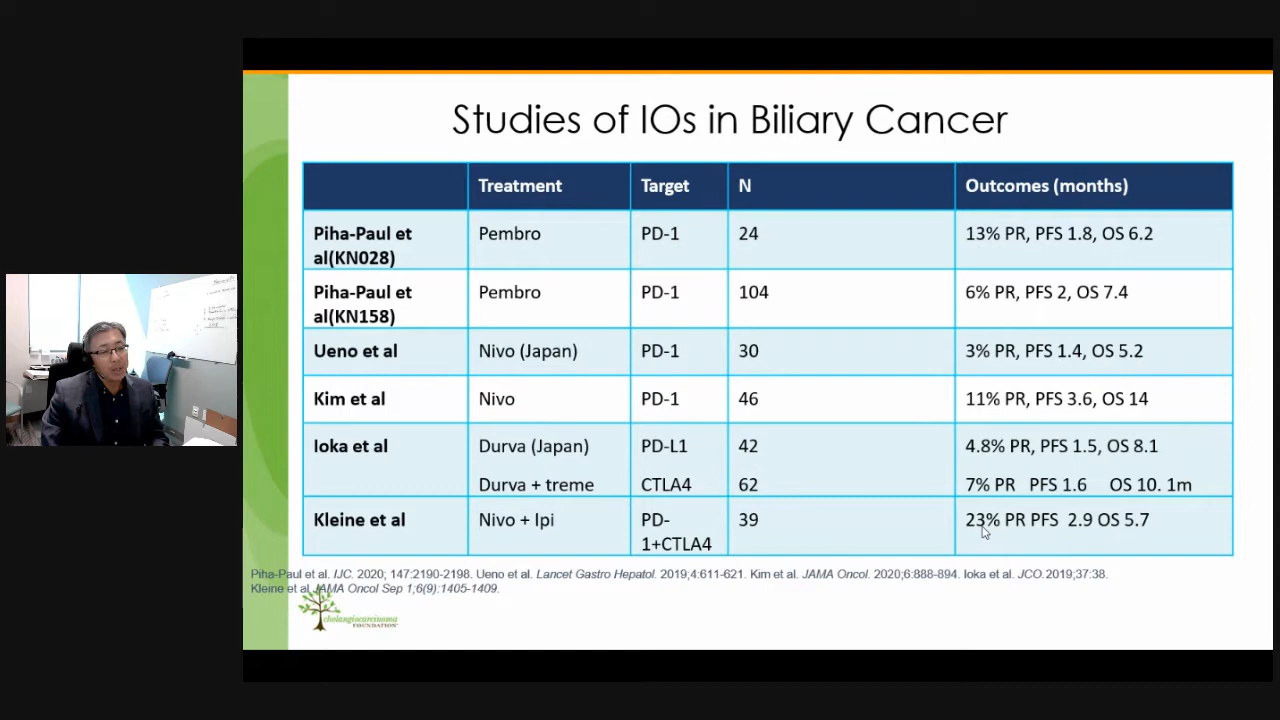 Studies of IOs in Biliary Cancer
Treatment Target N Outcomes (months)
Piha-Paul et al(KN028) Pembro PD-1 24 13% PR, PFS 1.8, OS 6.2
Piha-Paul et al(KN158) Pembro PD-1 104 6% PR, PFS 2, OS 7.4
Ueno et al Nivo (Japan) PD-1 30 3% PR, PFS 1.4, OS 5.2
Kim et al Nivo PD-1 46 11% PR, PFS 3.6, OS 14
Ioka et al Durva (Japan) PD-L1 42 4.8% PR, PFS 1.5, OS 8.1
Durva + treme CTLA4 62 7% PR PFS 1.6 OS 10. 1m
Kleine et al Nivo + Ipi PD-1+CTLA4 39 23% PR PFS 2.9 OS 5.7
Piha-Paul et al. IJC. 2020; 147:2190-2198. Ueno et al. Lancet Gastro Hepatol. 2019;4:611-621. Kim et al. JAMA Oncol. 2020;6:888-894. Ioka et al. JCO.2019;37:38.
Kleine et al JAMA Oncol Sep 1;6(9):1405-1409.
cholangiocarcinoma
FOUNDATION